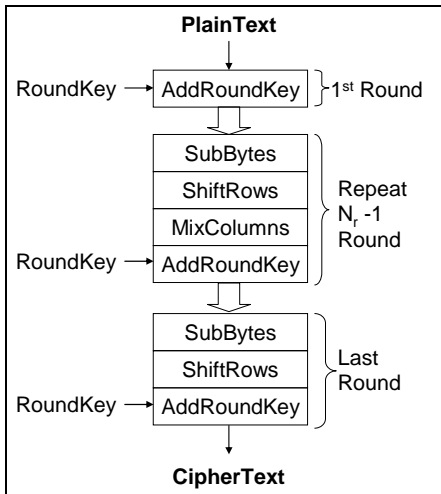 PlainText
RoundKey
AddRoundKey
1st Round
SubBytes
ShiftRows
MixColumns
RoundKey
AddRoundKey
Repeat
Nr -1
Round
SubBytes
ShiftRows
RoundKey
AddRoundKey
Last
Round
CipherText